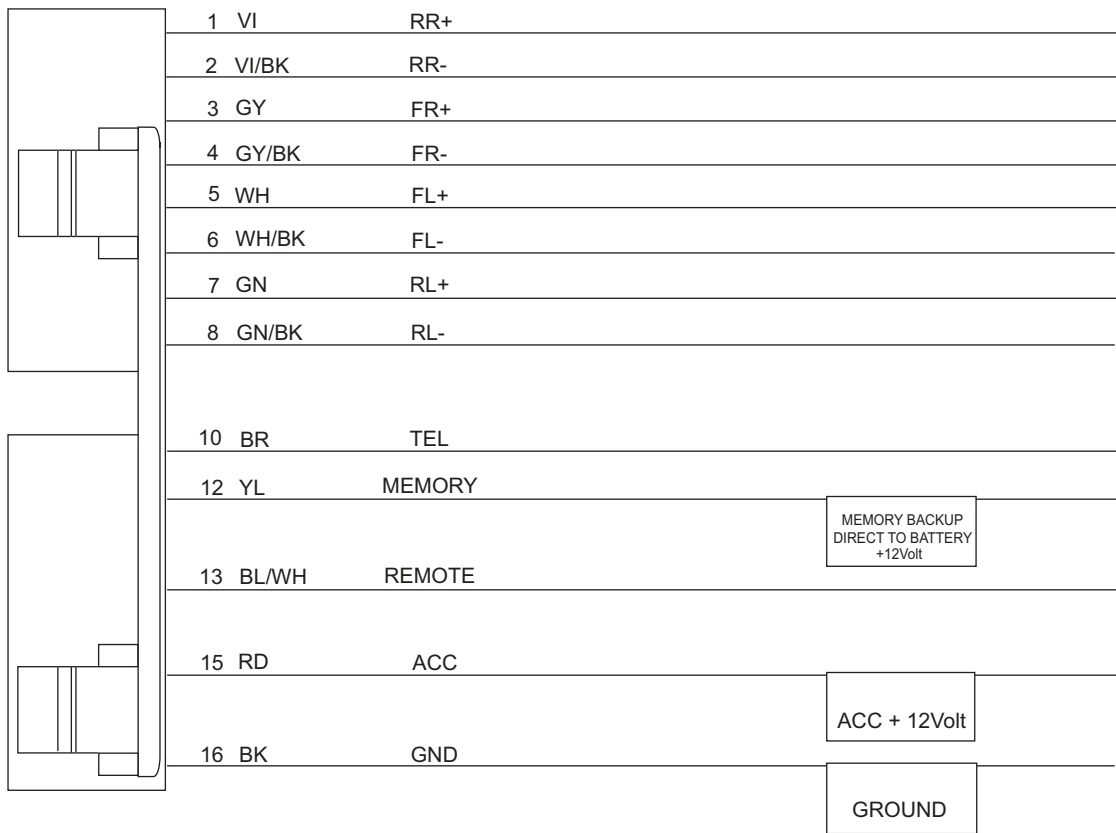 1 VI RR+
2 VI/BK RR-
3 GY FR+
4 GY/BK FR-
5 WH FL+
6 WH/BK FL-
7 GN RL+
8 GN/BK RL-
10 BR TEL
12 YL MEMORY
MEMORY BACKUP
DIRECT TO BATTERY
+12Volt
13 BL/WH REMOTE
15 RD ACC
ACC + 12Volt
16 BK GND
GROUND